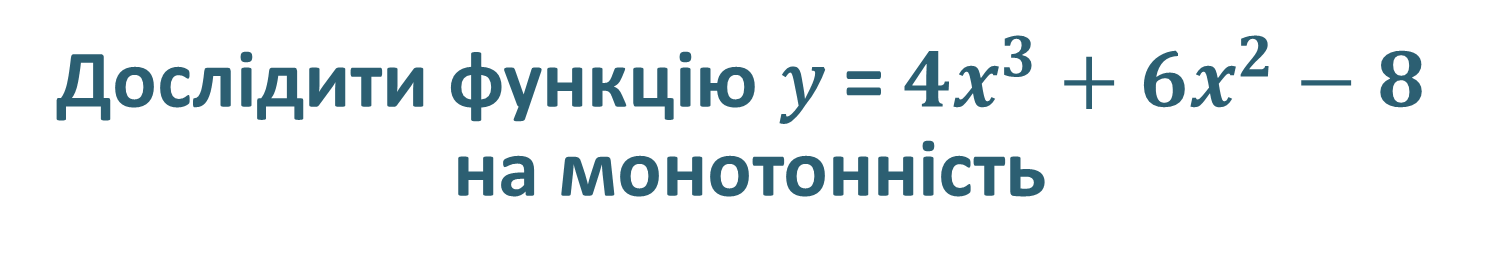 Дослідити функцію y = 4x³ + 6x² − 8
на монотонність